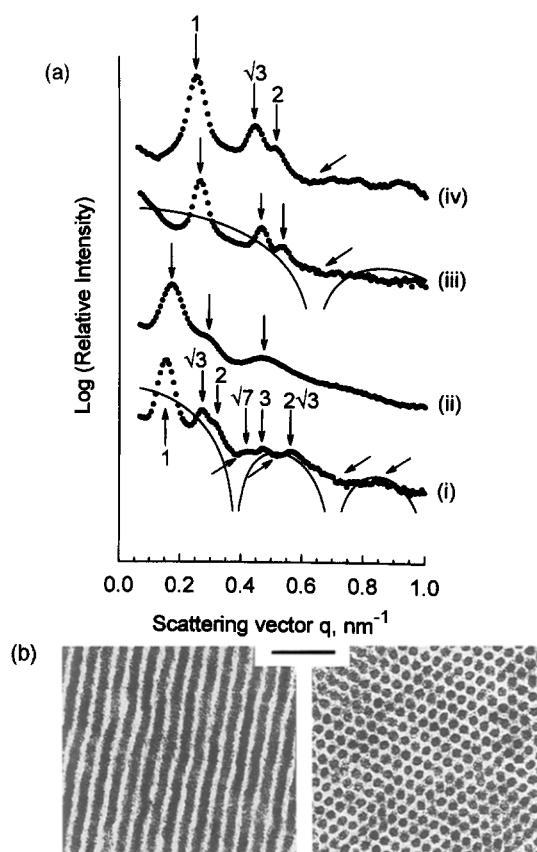 (a)
1
√3
2
(iv)
(iii)
(ii)
√3
2
√7
3
2√3
1
(i)
Log (Relative Intensity)
0.0 0.2 0.4 0.6 0.8 1.0
Scattering vector q, nm⁻¹
(b)